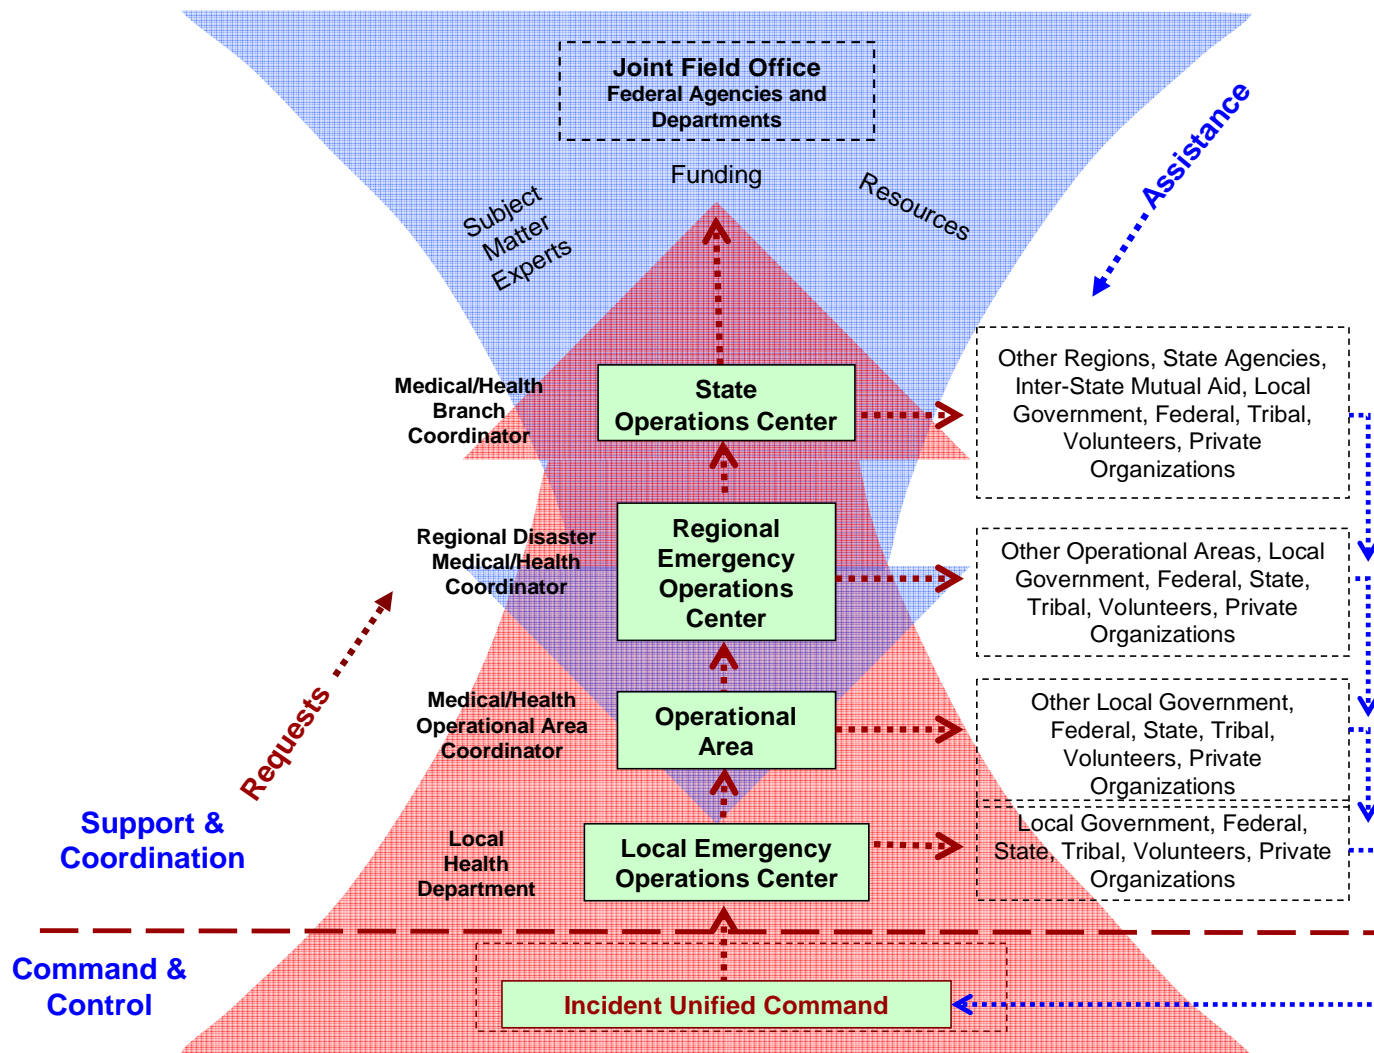 Joint Field Office
Federal Agencies and
Departments
Funding
Subject
Matter
Experts
Resources
Assistance
Medical/Health
Branch
Coordinator
State
Operations Center
Other Regions, State Agencies,
Inter-State Mutual Aid, Local
Government, Federal, Tribal,
Volunteers, Private
Organizations
Regional Disaster
Medical/Health
Coordinator
Regional
Emergency
Operations
Center
Other Operational Areas, Local
Government, Federal, State,
Tribal, Volunteers, Private
Organizations
Requests
Medical/Health
Operational Area
Coordinator
Operational
Area
Other Local Government,
Federal, State, Tribal,
Volunteers, Private
Organizations
Support &
Coordination
Local
Health
Department
Local Emergency
Operations Center
Local Government, Federal,
State, Tribal, Volunteers, Private
Organizations
Command &
Control
Incident Unified Command